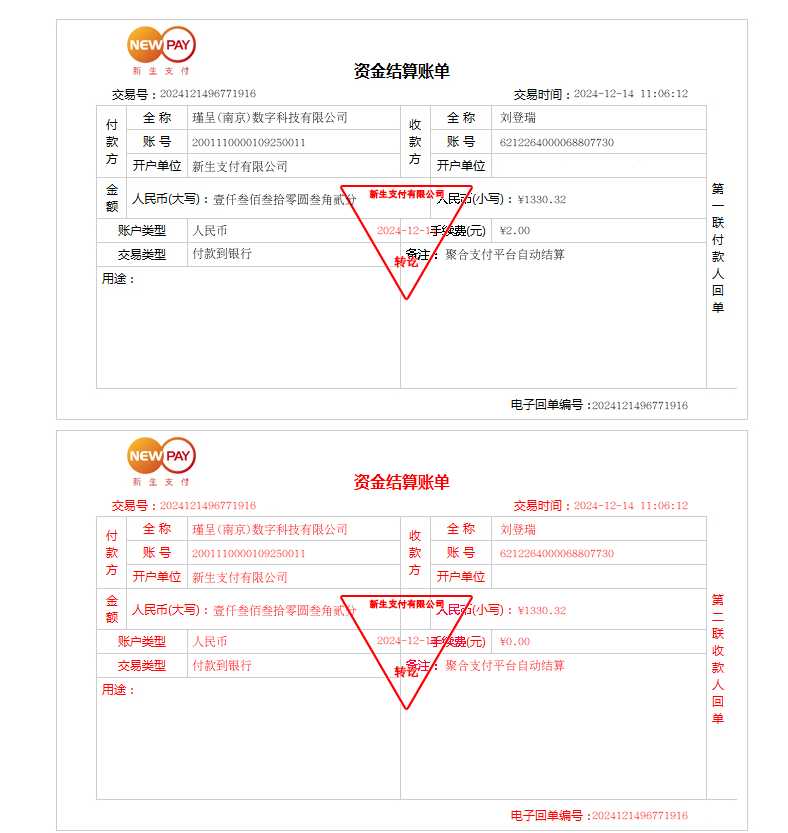 NEW PAY
新 生 支 付
资金结算账单
交易号：2024121496771916 交易时间：2024-12-14 11:06:12
付款方 全 称 瑾呈(南京)数字科技有限公司 收款方 全 称 刘登瑞
账 号 2001110000109250011 账 号 6212264000068807730
开户单位 新生支付有限公司 开户单位
金额 人民币(大写)：壹仟叁佰叁拾零圆叁角贰分 人民币(小写)：¥1330.32
新生支付有限公司
账户类型 人民币 手续费(元) ¥2.00
2024-12-1
交易类型 付款到银行 备注：聚合支付平台自动结算
转讫
用途：
第一联付款人回单
电子回单编号：2024121496771916
NEW PAY
新 生 支 付
资金结算账单
交易号：2024121496771916 交易时间：2024-12-14 11:06:12
付款方 全 称 瑾呈(南京)数字科技有限公司 收款方 全 称 刘登瑞
账 号 2001110000109250011 账 号 6212264000068807730
开户单位 新生支付有限公司 开户单位
金额 人民币(大写)：壹仟叁佰叁拾零圆叁角贰分 人民币(小写)：¥1330.32
新生支付有限公司
账户类型 人民币 手续费(元) ¥0.00
2024-12-1
交易类型 付款到银行 备注：聚合支付平台自动结算
转讫
用途：
第二联收款人回单
电子回单编号：2024121496771916